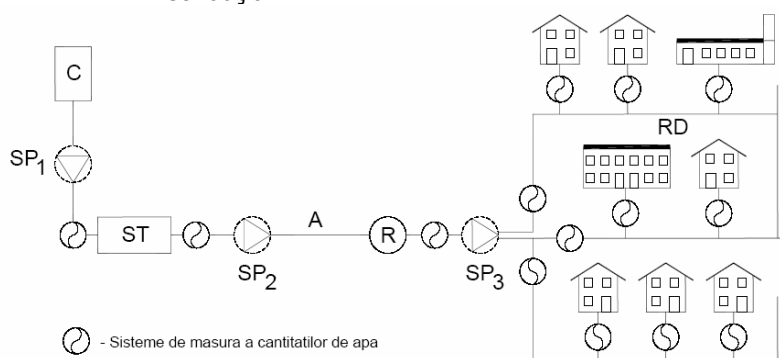 C
RD
SP1
ST
A
R
SP2
SP3
- Sisteme de masura a cantitatilor de apa